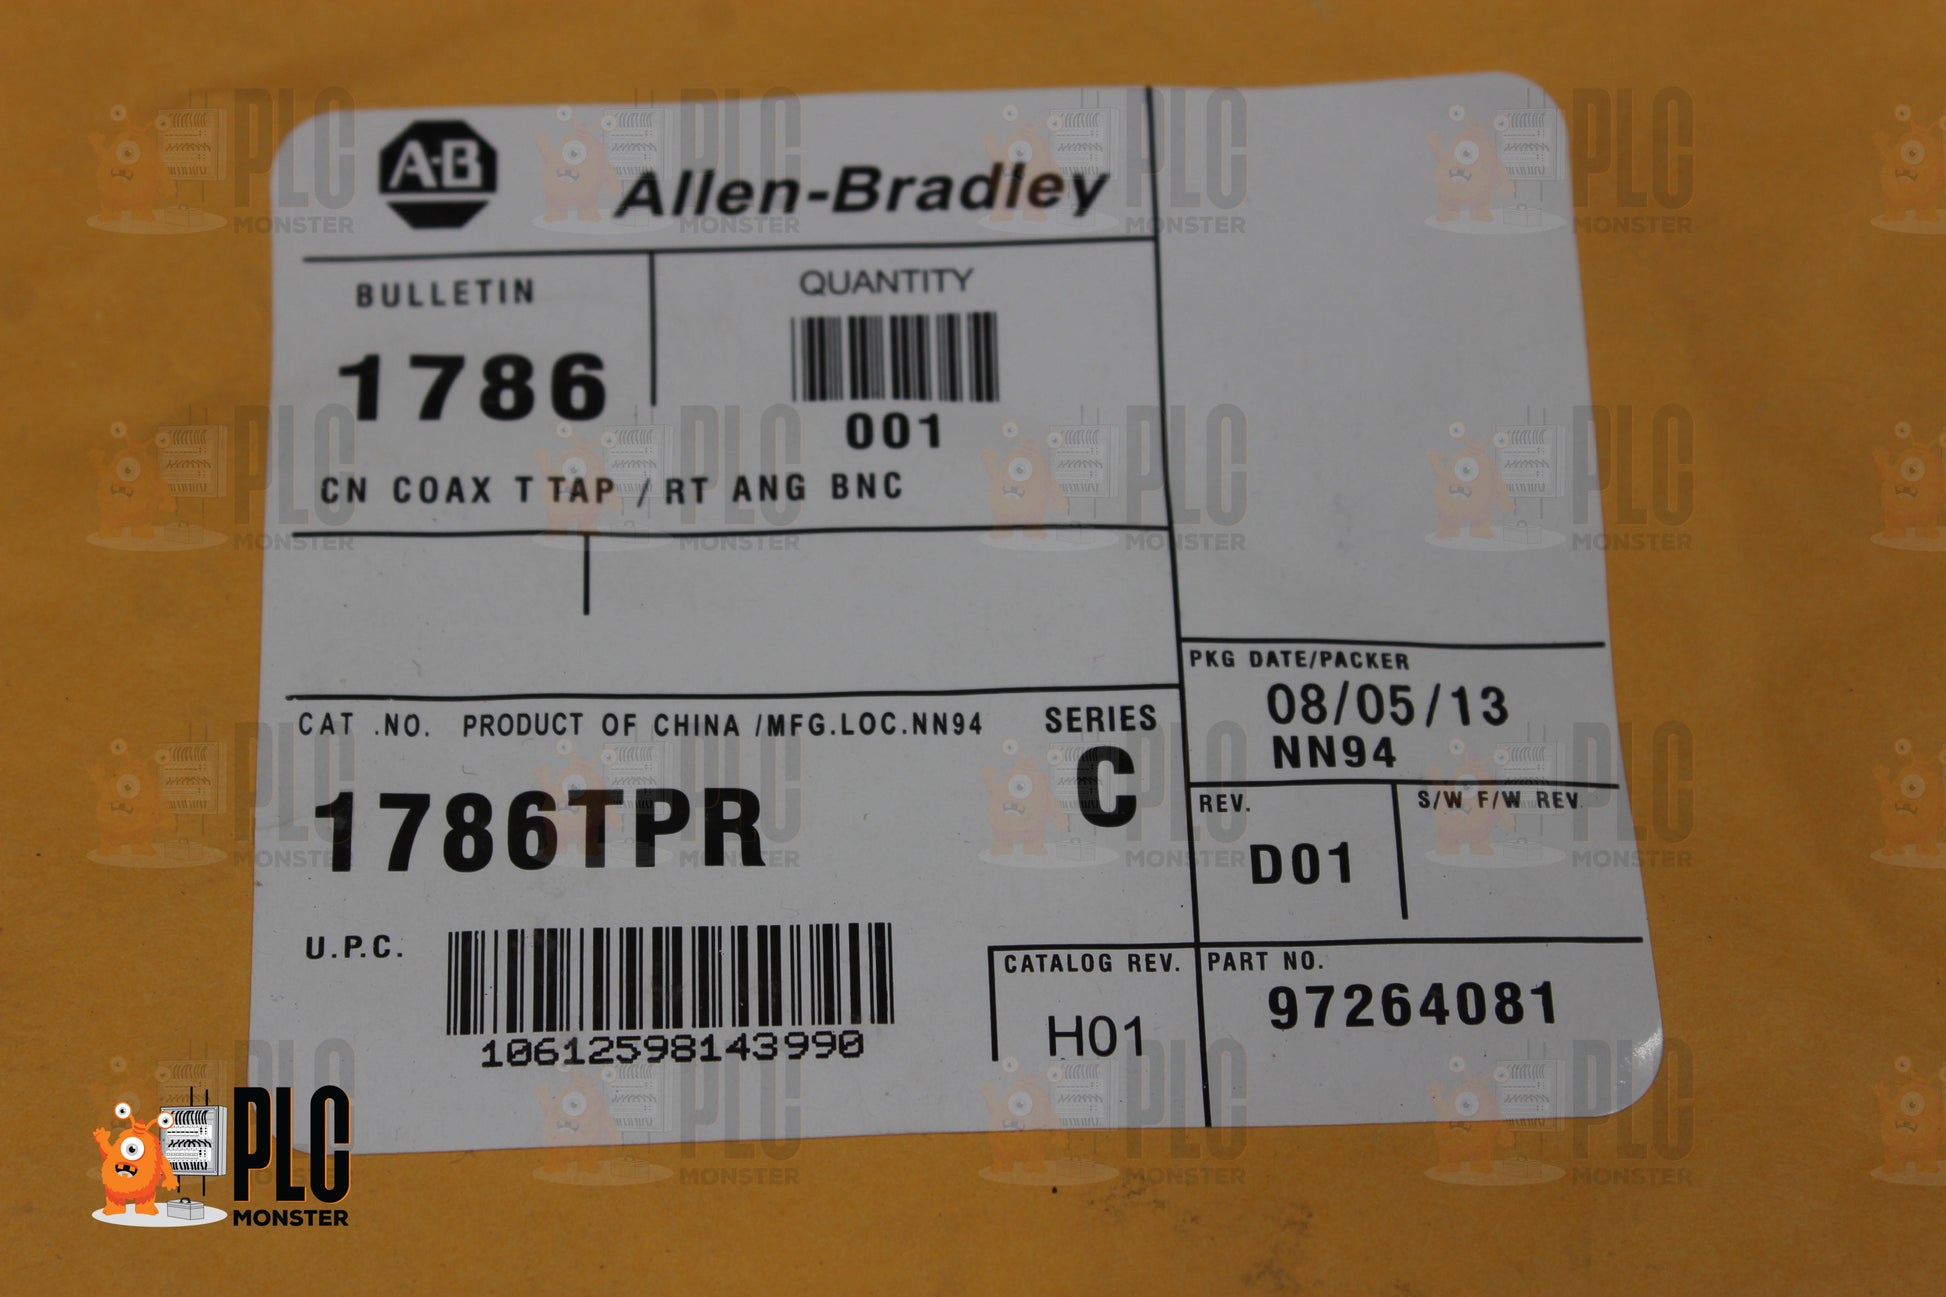 A-B
Allen-Bradley
BULLETIN
1786
QUANTITY
001
CN COAX T TAP / RT ANG BNC
CAT .NO. PRODUCT OF CHINA /MFG.LOC.NN94
SERIES
C
1786TPR
U.P.C.
10612598143990
PKG DATE/PACKER
08/05/13
NN94
REV.
D01
S/W F/W REV.
CATALOG REV.
H01
PART NO.
97264081
PLC
MONSTER